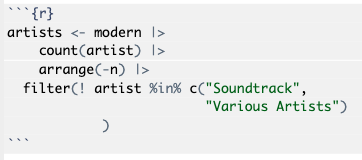 ```{r}
artists <- modern |>
    count(artist) |>
    arrange(-n) |>
  filter(! artist %in% c("Soundtrack",
                         "Various Artists")
            )
```